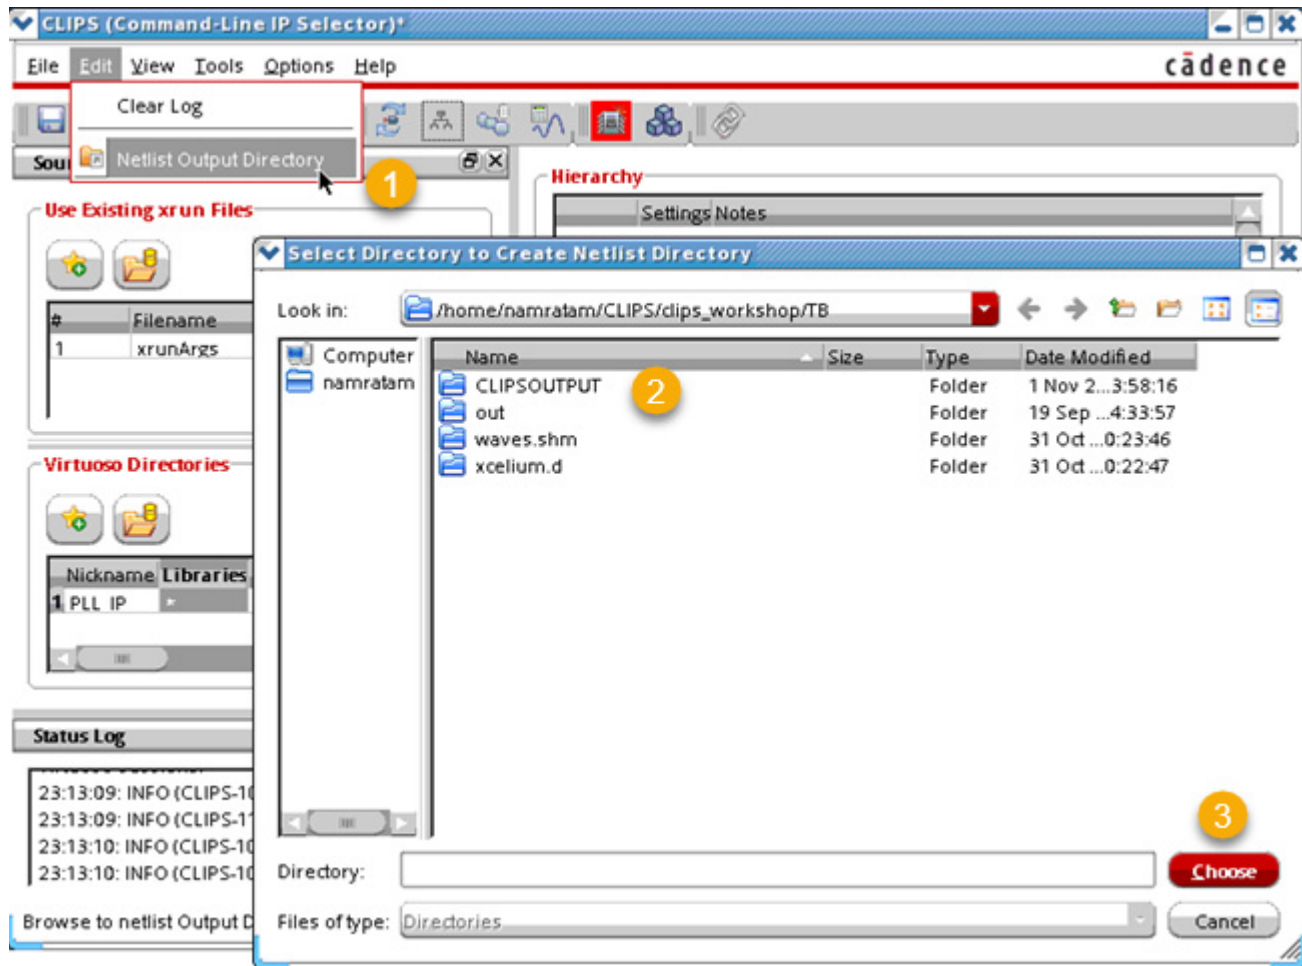 CLIPS (Command-Line IP Selector)*
File Edit View Tools Options Help
cādence
Clear Log
Netlist Output Directory
1
Sou
Hierarchy
Settings Notes
Use Existing xrun Files
# Filename
1 xrunArgs
Virtuoso Directories
Nickname Libraries
1 PLL_IP *
Status Log
23:13:09: INFO (CLIPS-10
23:13:09: INFO (CLIPS-1
23:13:10: INFO (CLIPS-10
23:13:10: INFO (CLIPS-10
Browse to netlist Output D
Select Directory to Create Netlist Directory
Look in: /home/namratam/CLIPS/clips_workshop/TB
Computer
namratam
Name Size Type Date Modified
CLIPSOUTPUT Folder 1 Nov 2...3:58:16
2
out Folder 19 Sep ...4:33:57
waves.shm Folder 31 Oct ...0:23:46
xcelium.d Folder 31 Oct ...0:22:47
3
Directory:
Choose
Files of type: Directories
Cancel